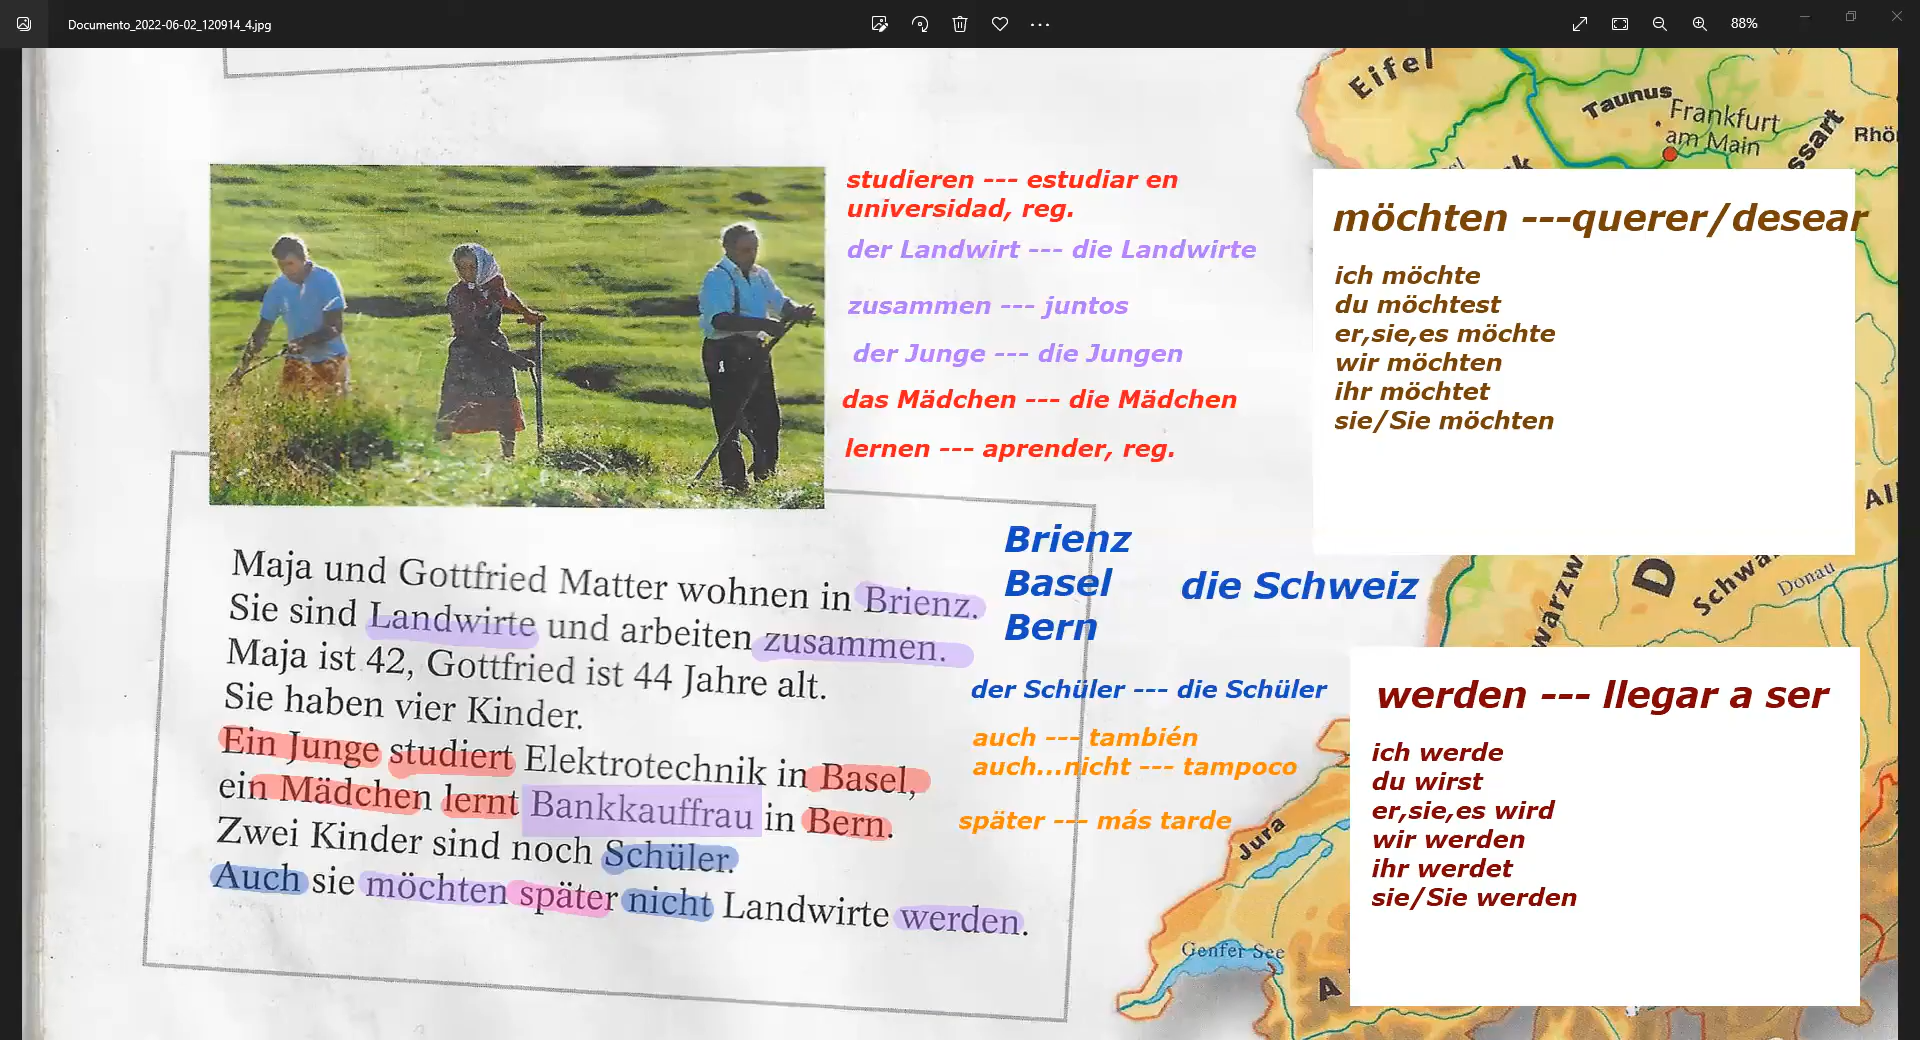 Documento_2022-06-02_120914_4.jpg
88%
Eifel
Taunus
Frankfurt
am Main
studieren --- estudiar en
universidad, reg.
der Landwirt --- die Landwirte
zusammen --- juntos
der Junge --- die Jungen
das Mädchen --- die Mädchen
lernen --- aprender, reg.
möchten ---querer/desear
ich möchte
du möchtest
er,sie,es möchte
wir möchten
ihr möchtet
sie/Sie möchten
Brienz
Basel
Bern
die Schweiz
Donau
Maja und Gottfried Matter wohnen in Brienz.
Sie sind Landwirte und arbeiten zusammen.
Maja ist 42, Gottfried ist 44 Jahre alt.
Sie haben vier Kinder.
Ein Junge studiert Elektrotechnik in Basel,
ein Mädchen lernt Bankkauffrau in Bern.
Zwei Kinder sind noch Schüler.
Auch sie möchten später nicht Landwirte werden.
der Schüler --- die Schüler
auch --- también
auch...nicht --- tampoco
später --- más tarde
werden --- llegar a ser
ich werde
du wirst
er,sie,es wird
wir werden
ihr werdet
sie/Sie werden
Jura
Genfer See